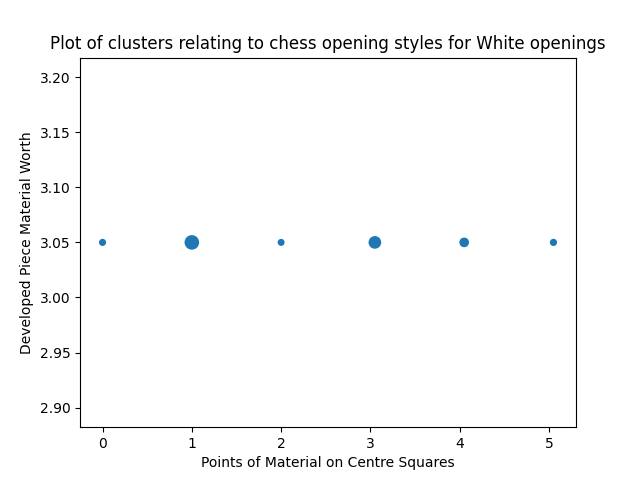 Plot of clusters relating to chess opening styles for White openings
3.20
3.15
3.10
3.05
3.00
2.95
2.90
Developed Piece Material Worth
0 1 2 3 4 5
Points of Material on Centre Squares